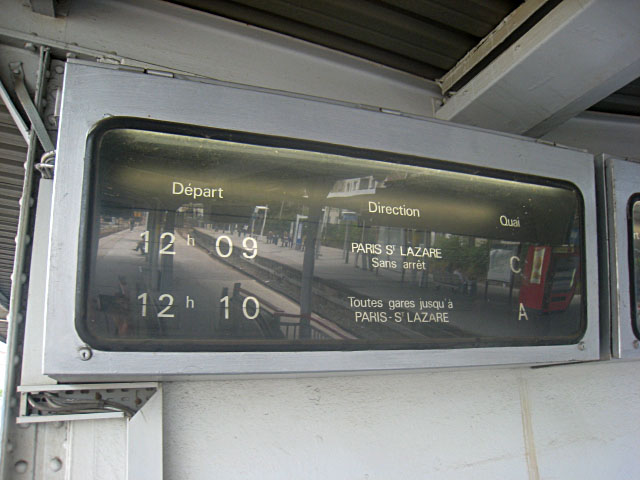 Départ Direction Quai
12 h 09 PARIS ST LAZARE C
Sans arrêt
12 h 10 Toutes gares jusqu'à A
PARIS-ST LAZARE